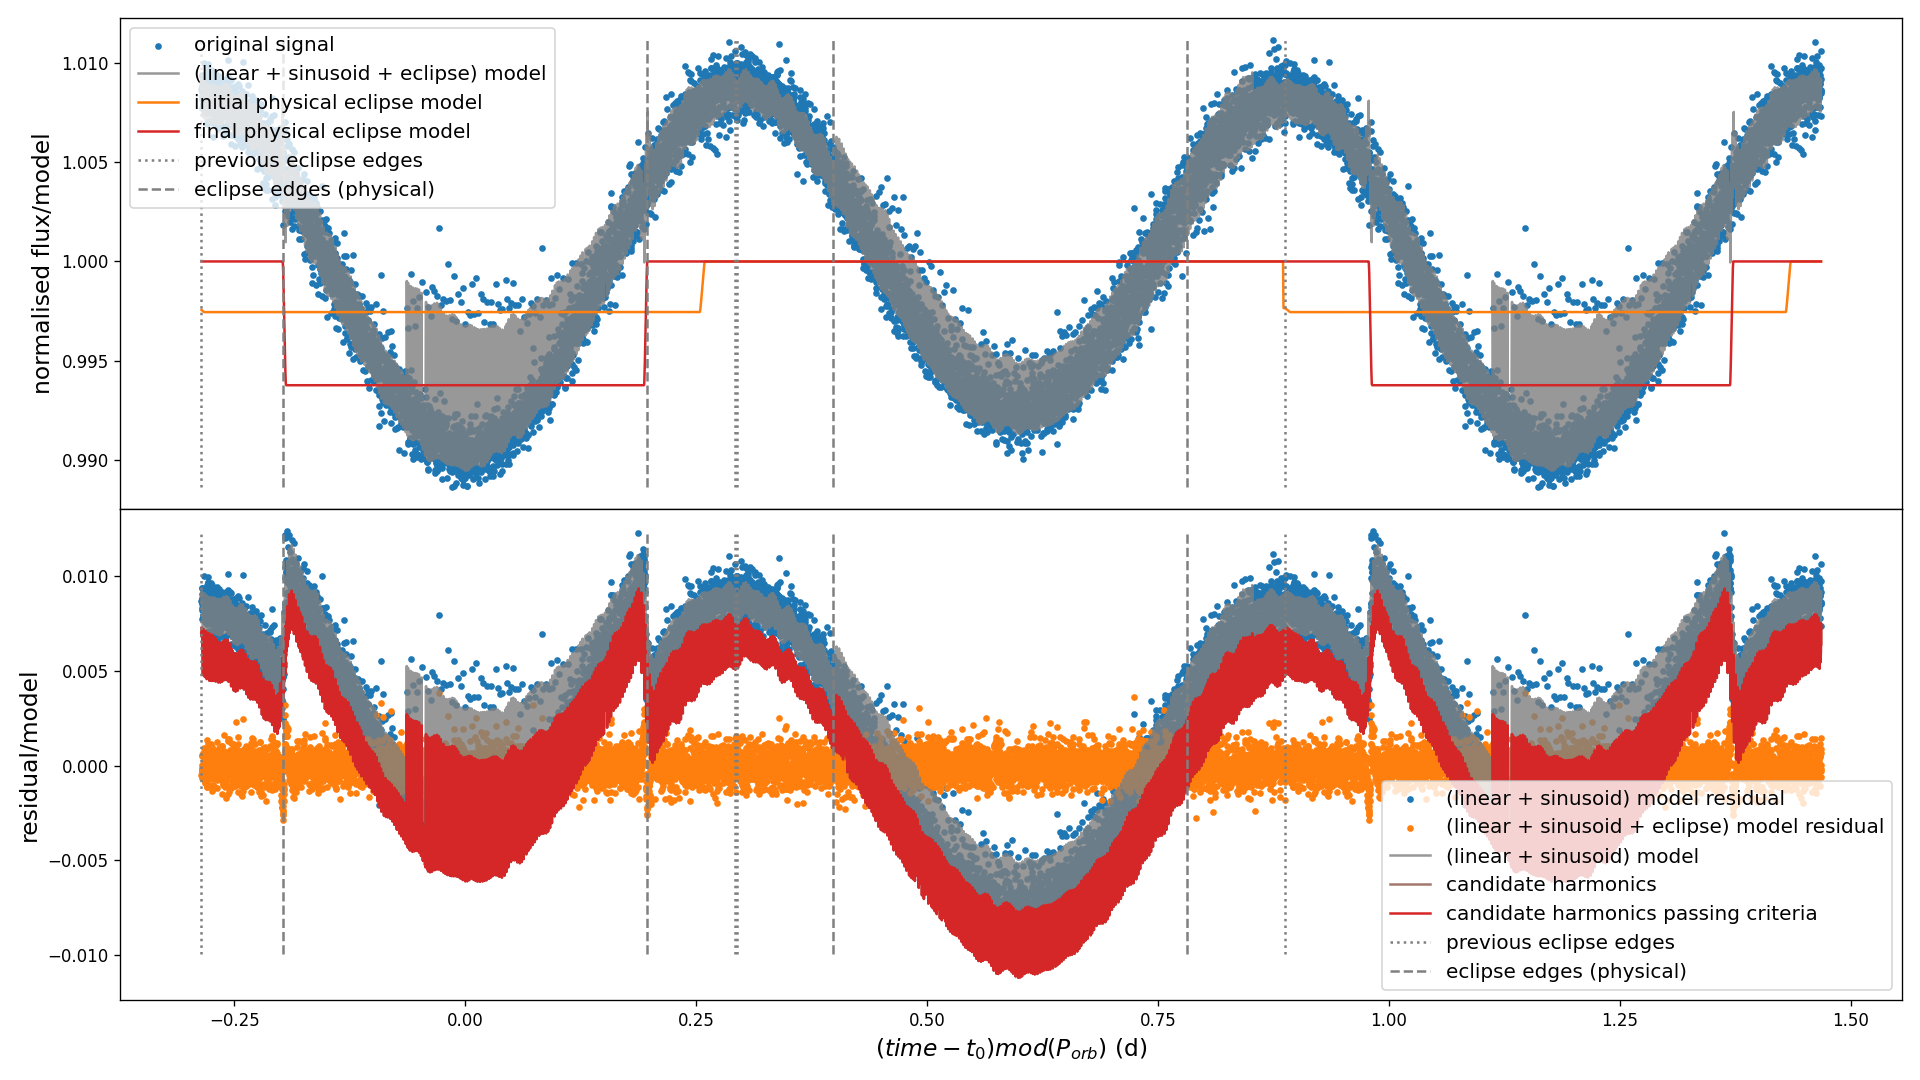 original signal
(linear + sinusoid + eclipse) model
initial physical eclipse model
final physical eclipse model
previous eclipse edges
eclipse edges (physical)
normalised flux/model
1.010
1.005
1.000
0.995
0.990
residual/model
0.010
0.005
0.000
−0.005
−0.010
(linear + sinusoid) model residual
(linear + sinusoid + eclipse) model residual
(linear + sinusoid) model
candidate harmonics
candidate harmonics passing criteria
previous eclipse edges
eclipse edges (physical)
−0.25 0.00 0.25 0.50 0.75 1.00 1.25 1.50
(time − t₀)mod(P_orb) (d)